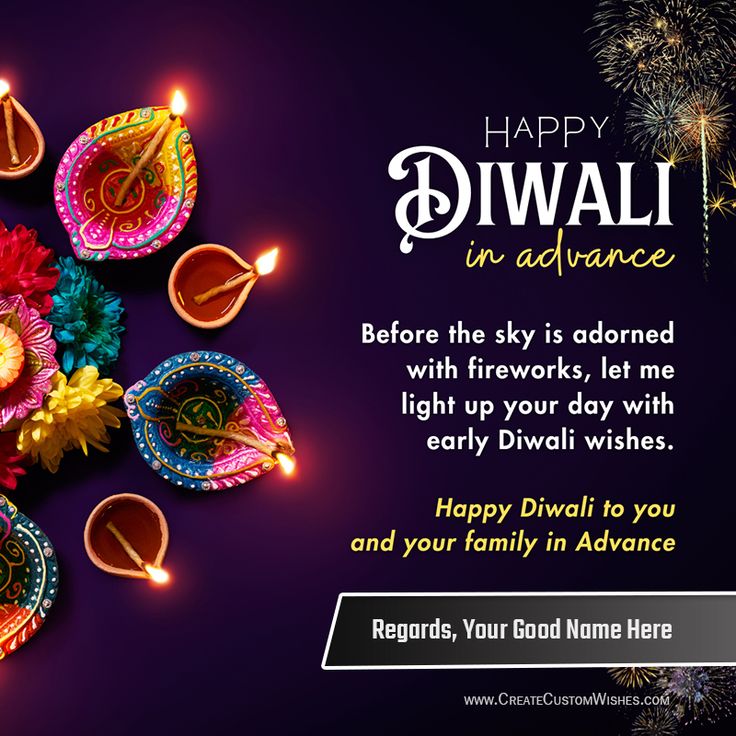 HAPPY
DIWALI
in advance
Before the sky is adorned
with fireworks, let me
light up your day with
early Diwali wishes.
Happy Diwali to you
and your family in Advance
Regards, Your Good Name Here
www.CreateCustomWishes.com